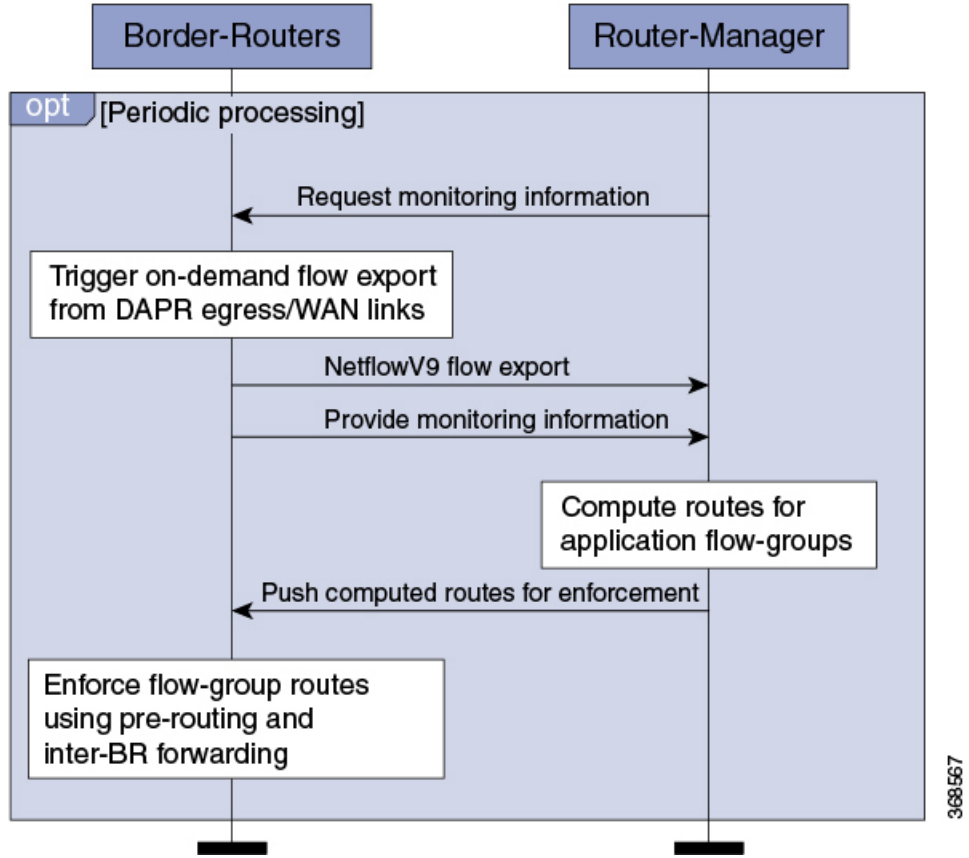 Border-Routers
Router-Manager
opt
[Periodic processing]
Request monitoring information
Trigger on-demand flow export
from DAPR egress/WAN links
NetflowV9 flow export
Provide monitoring information
Compute routes for
application flow-groups
Push computed routes for enforcement
Enforce flow-group routes
using pre-routing and
inter-BR forwarding
368567